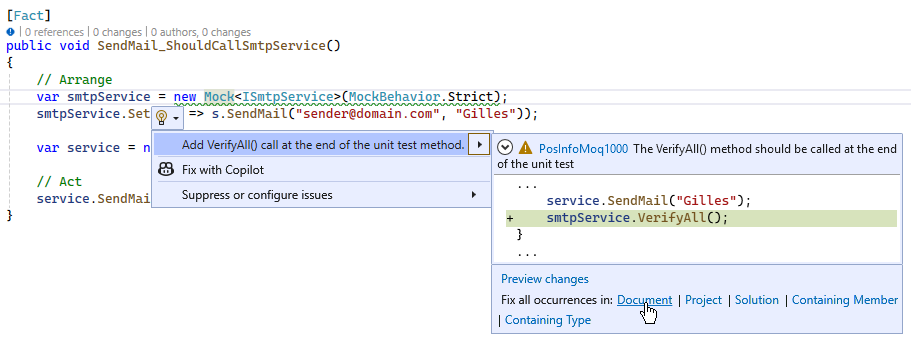 [Fact]
| 0 references | 0 changes | 0 authors, 0 changes
public void SendMail_ShouldCallSmtpService()
{
// Arrange
var smtpService = new Mock<ISmtpService>(MockBehavior.Strict);
smtpService.Set => s.SendMail("sender@domain.com", "Gilles"));
var service = n
// Act
service.SendMai
}
Add VerifyAll() call at the end of the unit test method.
Fix with Copilot
Suppress or configure issues
PosInfoMoq1000 The VerifyAll() method should be called at the end
of the unit test
...
service.SendMail("Gilles");
+ smtpService.VerifyAll();
}
...
Preview changes
Fix all occurrences in: Document | Project | Solution | Containing Member
| Containing Type